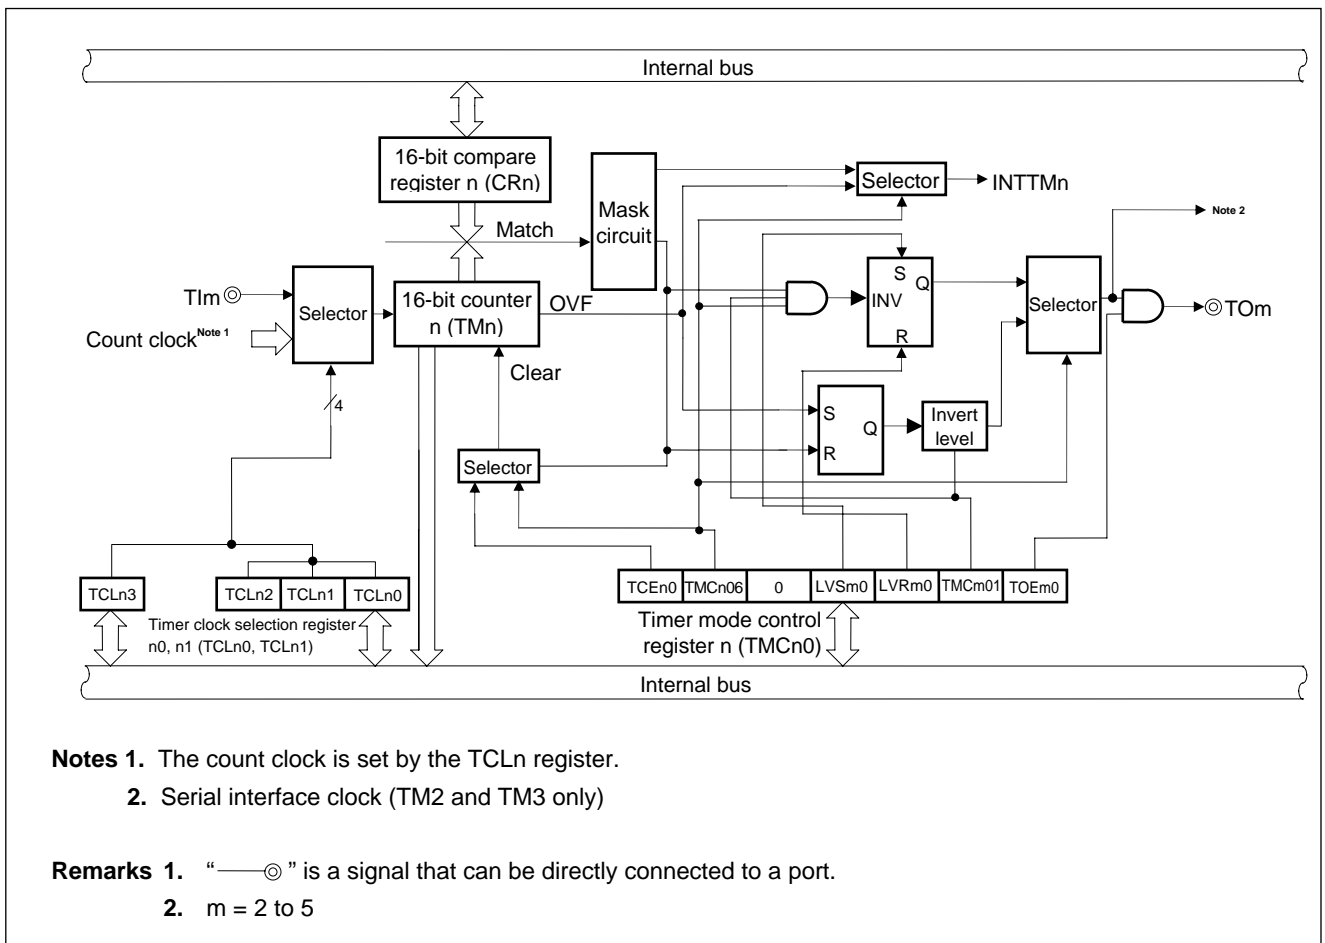 Internal bus
16-bit compare
register n (CRn)
Match
Mask
circuit
Selector
INTTMn
Note 2
TIm
Count clock Note 1
Selector
16-bit counter
n (TMn)
OVF
Clear
S
Q
INV
R
Selector
TOm
4
S
Q
R
Invert
level
Selector
TCLn3
TCLn2 TCLn1 TCLn0
Timer clock selection register
n0, n1 (TCLn0, TCLn1)
TCEn0 TMCn06 0 LVSm0 LVRm0 TMCm01 TOEm0
Timer mode control
register n (TMCn0)
Internal bus
Notes 1. The count clock is set by the TCLn register.
2. Serial interface clock (TM2 and TM3 only)
Remarks 1. “ ” is a signal that can be directly connected to a port.
2. m = 2 to 5